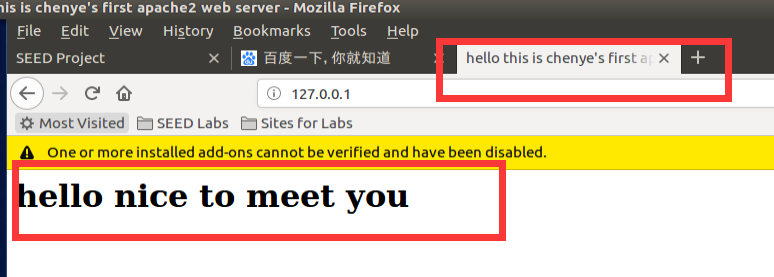 his is chenye's first apache2 web server - Mozilla Firefox
File Edit View History Bookmarks Tools Help
SEED Project 百度一下, 你就知道 hello this is chenye's first ap
127.0.0.1
Most Visited SEED Labs Sites for Labs
One or more installed add-ons cannot be verified and have been disabled.
hello nice to meet you